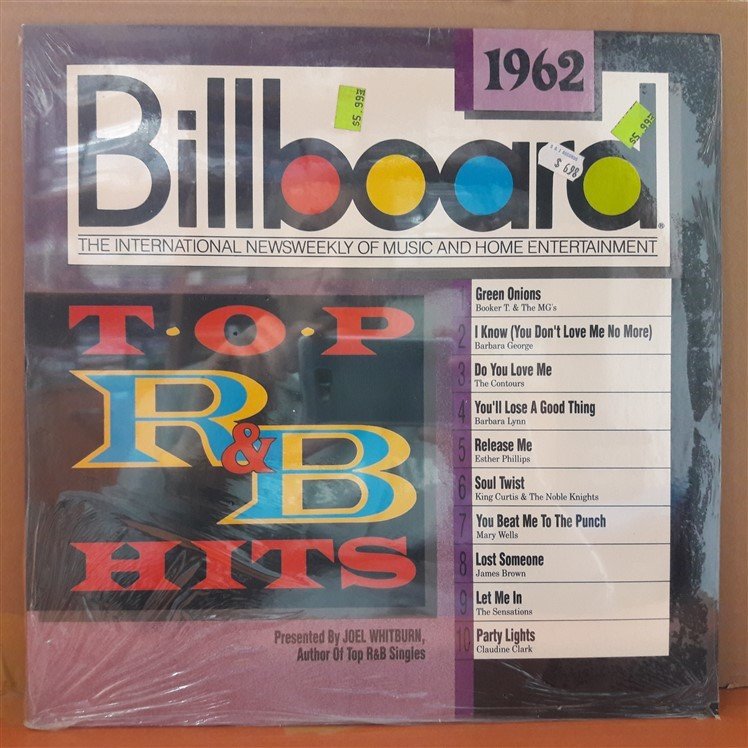 1962
Billboard®
$5.99E
$5.99E
$ 6.98
THE INTERNATIONAL NEWSWEEKLY OF MUSIC AND HOME ENTERTAINMENT
T·O·P
R&B
HITS
1 Green Onions
Booker T. & The MG's
2 I Know (You Don't Love Me No More)
Barbara George
3 Do You Love Me
The Contours
4 You'll Lose A Good Thing
Barbara Lynn
5 Release Me
Esther Phillips
6 Soul Twist
King Curtis & The Noble Knights
7 You Beat Me To The Punch
Mary Wells
8 Lost Someone
James Brown
9 Let Me In
The Sensations
10 Party Lights
Claudine Clark
Presented By JOEL WHITBURN,
Author Of Top R&B Singles